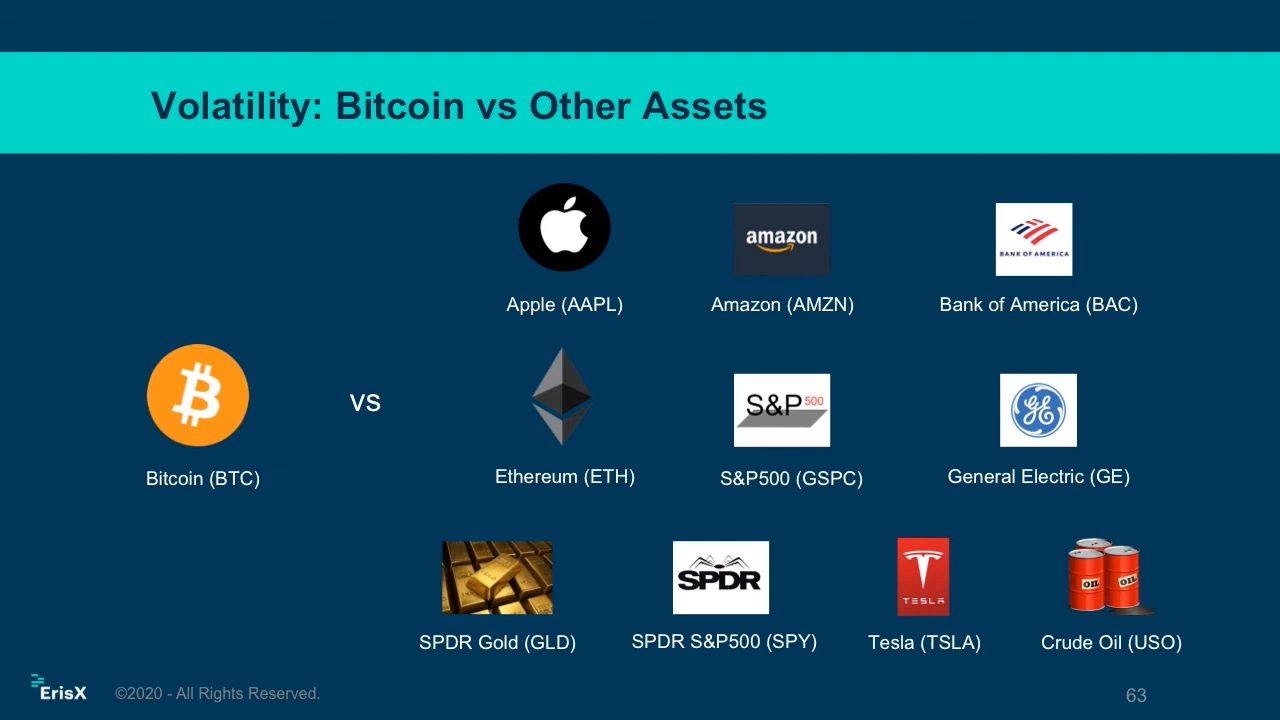 Volatility: Bitcoin vs Other Assets
amazon
BANK OF AMERICA
Apple (AAPL)
Amazon (AMZN)
Bank of America (BAC)
vs
S&P 500
GE
Bitcoin (BTC)
Ethereum (ETH)
S&P500 (GSPC)
General Electric (GE)
SPDR
TESLA
OIL
OIL
SPDR Gold (GLD)
SPDR S&P500 (SPY)
Tesla (TSLA)
Crude Oil (USO)
ErisX
©2020 - All Rights Reserved.
63